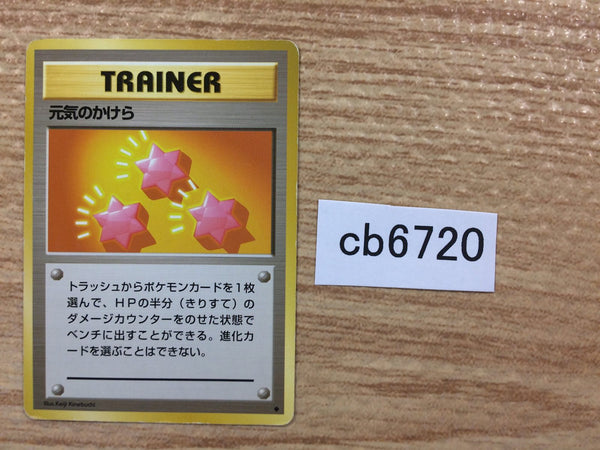 TRAINER
元気のかけら
トラッシュからポケモンカードを1枚
選んで、HPの半分(きりすて)の
ダメージカウンターをのせた状態で
ベンチに出すことができる。進化カ
ードを選ぶことはできない。
Illus.Keiji Kinebuchi
cb6720